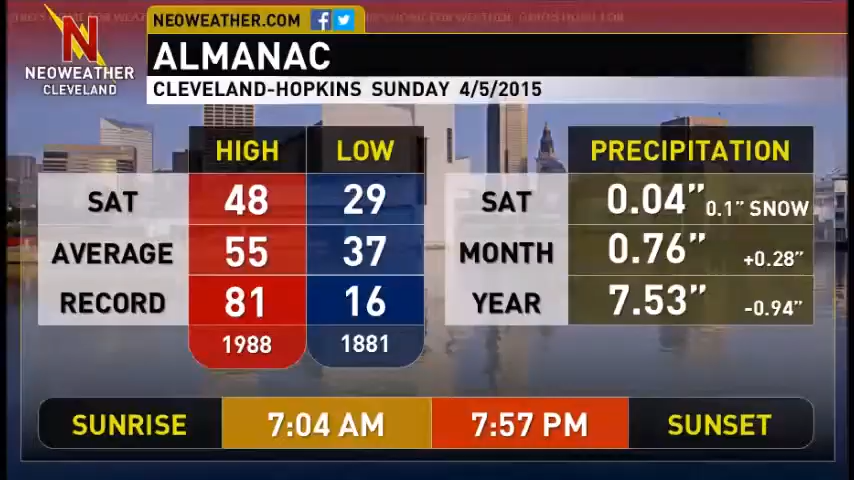 NEOWEATHER.COM
N
NEOWEATHER
CLEVELAND
ALMANAC
CLEVELAND-HOPKINS SUNDAY 4/5/2015
HIGH LOW
SAT 48 29
AVERAGE 55 37
RECORD 81 16
1988 1881
PRECIPITATION
SAT 0.04” 0.1” SNOW
MONTH 0.76” +0.28”
YEAR 7.53” -0.94”
SUNRISE 7:04 AM 7:57 PM SUNSET